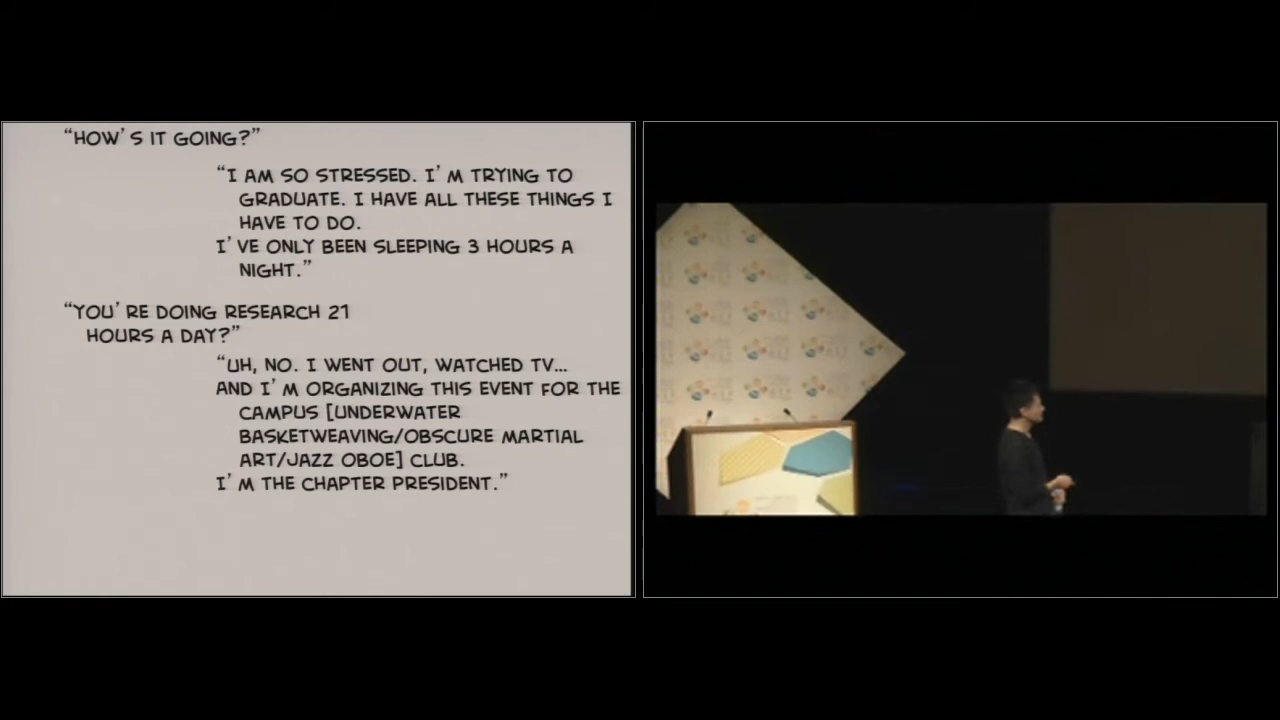 “HOW'S IT GOING?”
“I AM SO STRESSED. I'M TRYING TO
GRADUATE. I HAVE ALL THESE THINGS I
HAVE TO DO.
I'VE ONLY BEEN SLEEPING 3 HOURS A
NIGHT.”
“YOU'RE DOING RESEARCH 21
HOURS A DAY?”
“UH, NO. I WENT OUT, WATCHED TV...
AND I'M ORGANIZING THIS EVENT FOR THE
CAMPUS [UNDERWATER
BASKETWEAVING/OBSCURE MARTIAL
ART/JAZZ OBOE] CLUB.
I'M THE CHAPTER PRESIDENT.”